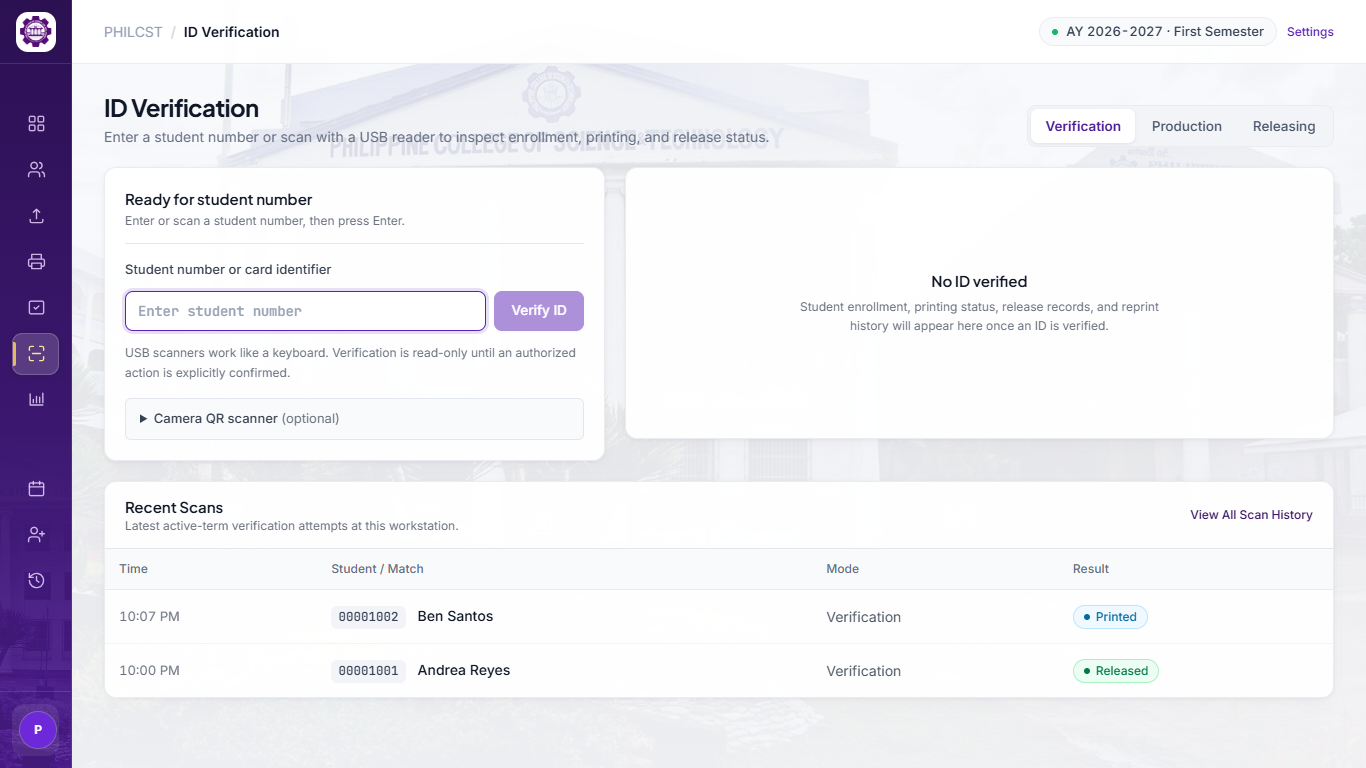 PHILCST / ID Verification
AY 2026-2027 · First Semester
Settings
ID Verification
Enter a student number or scan with a USB reader to inspect enrollment, printing, and release status.
PHILIPPINE COLLEGE OF SCIENCE & TECHNOLOGY
Verification
Production
Releasing
Ready for student number
Enter or scan a student number, then press Enter.
Student number or card identifier
Enter student number
Verify ID
USB scanners work like a keyboard. Verification is read-only until an authorized
action is explicitly confirmed.
Camera QR scanner (optional)
No ID verified
Student enrollment, printing status, release records, and reprint
history will appear here once an ID is verified.
Recent Scans
Latest active-term verification attempts at this workstation.
View All Scan History
Time Student / Match Mode Result
10:07 PM 00001002 Ben Santos Verification Printed
10:00 PM 00001001 Andrea Reyes Verification Released
P